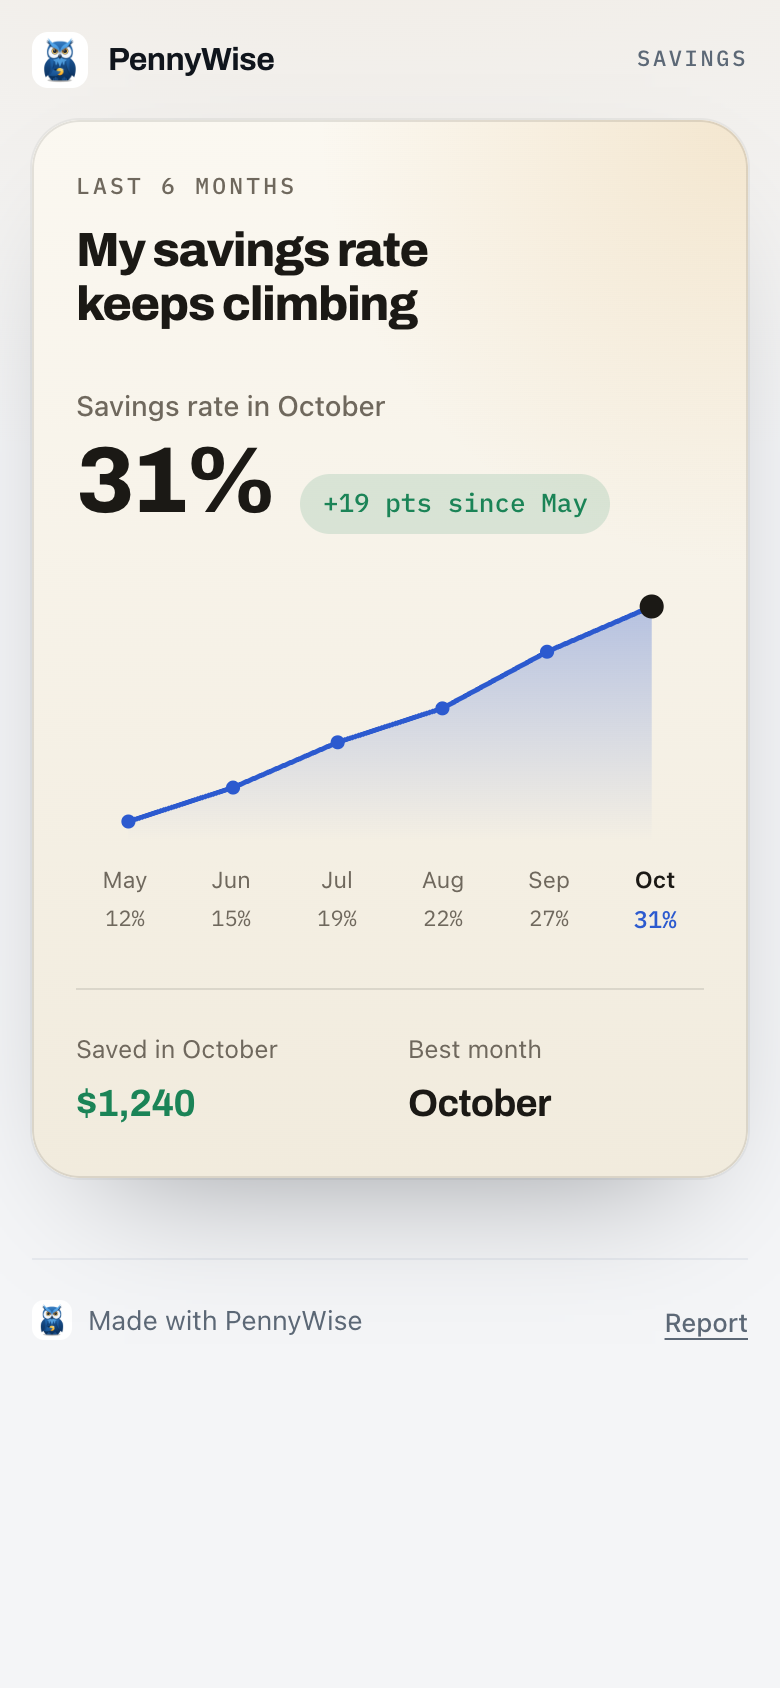 PennyWise
SAVINGS
LAST 6 MONTHS
My savings rate
keeps climbing
Savings rate in October
31%
+19 pts since May
May Jun Jul Aug Sep Oct
12% 15% 19% 22% 27% 31%
Saved in October
$1,240
Best month
October
Made with PennyWise
Report